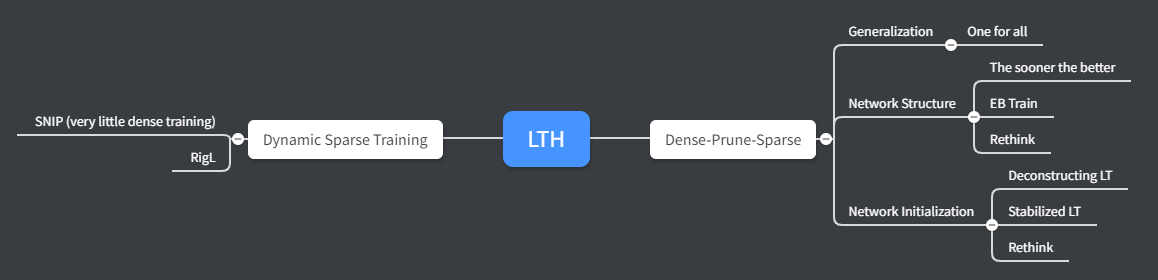 LTH
Dynamic Sparse Training
SNIP (very little dense training)
RigL
Dense-Prune-Sparse
Generalization
One for all
Network Structure
The sooner the better
EB Train
Rethink
Network Initialization
Deconstructing LT
Stabilized LT
Rethink